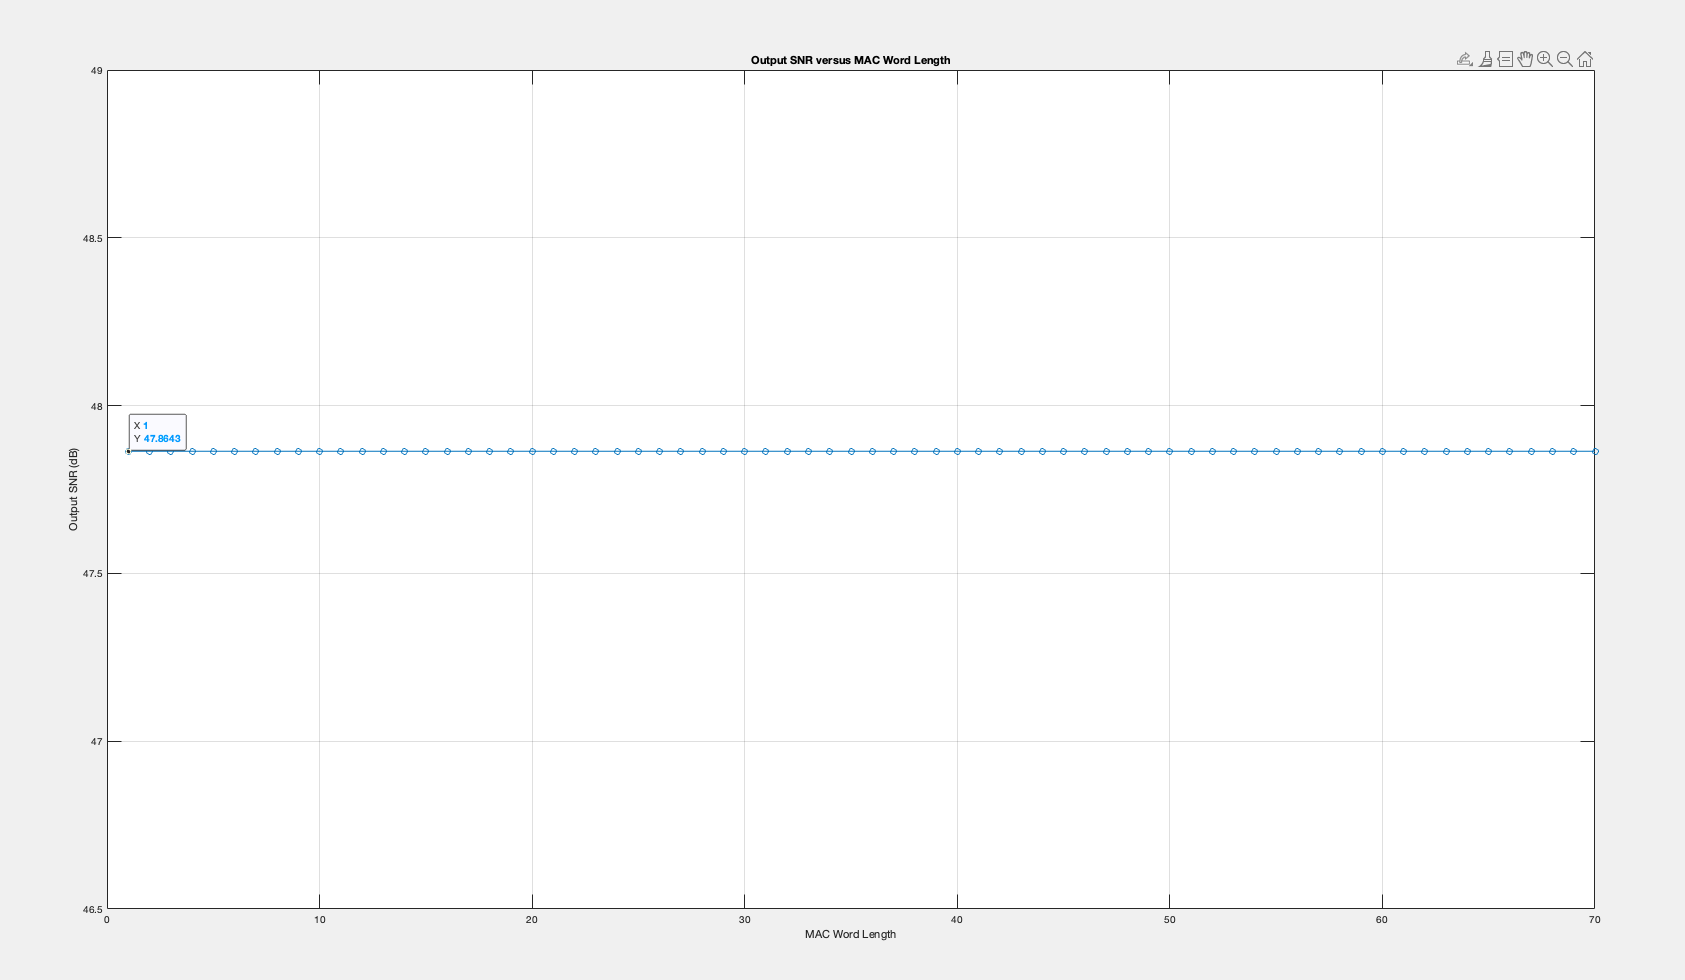 Output SNR versus MAC Word Length
49
48.5
48
X 1
Y 47.8643
47.5
47
46.5
Output SNR (dB)
0 10 20 30 40 50 60 70
MAC Word Length